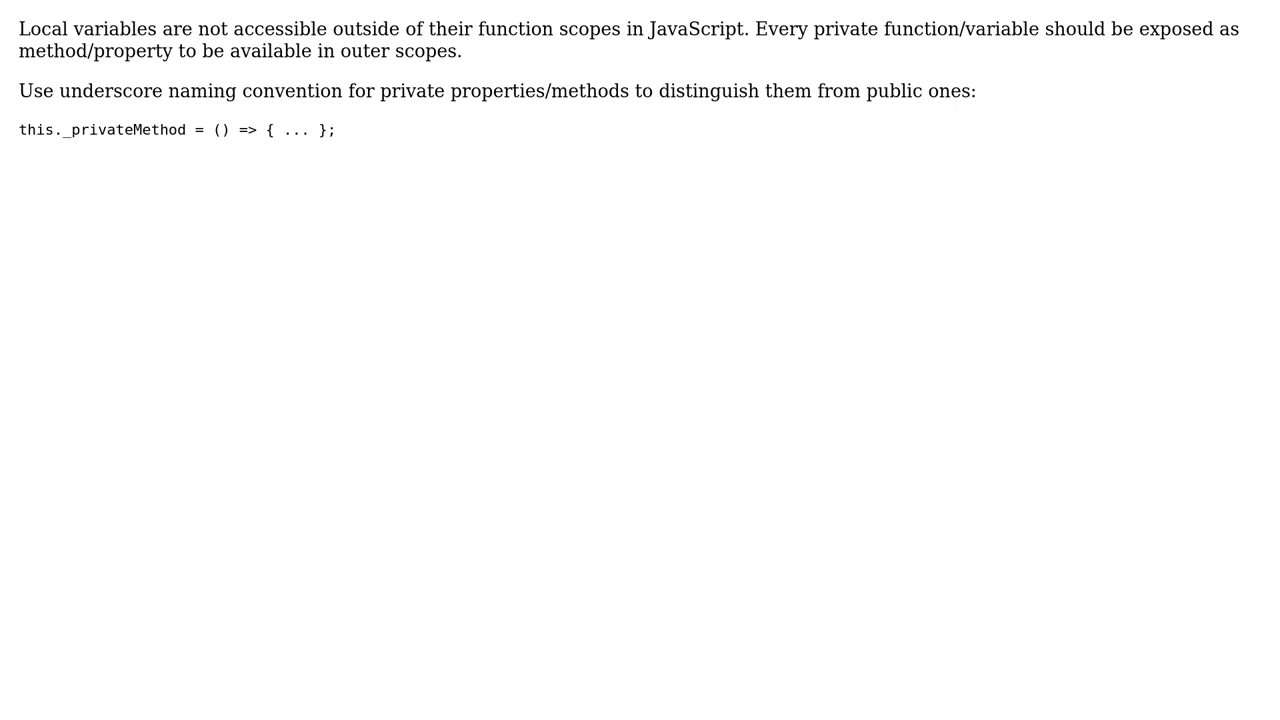 Local variables are not accessible outside of their function scopes in JavaScript. Every private function/variable should be exposed as
method/property to be available in outer scopes.
Use underscore naming convention for private properties/methods to distinguish them from public ones:
this._privateMethod = () => { ... };